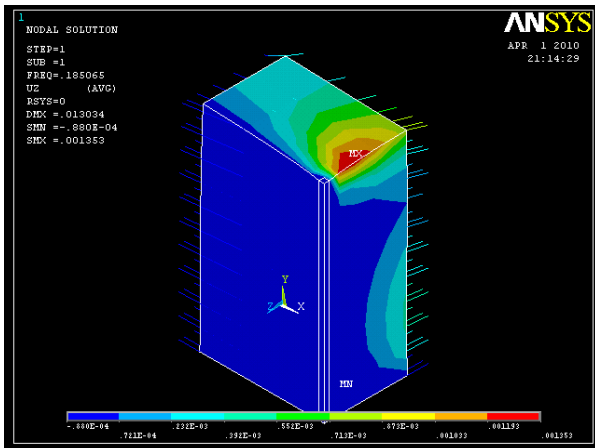 1
NODAL SOLUTION
ANSYS
APR 1 2010
21:14:29
STEP=1
SUB =1
FREQ=.185065
UZ (AVG)
RSYS=0
DMX =.013034
SMN =-.880E-04
SMX =.001353
MX
Y
Z X
MN
-.880E-04 .232E-03 .552E-03 .873E-03 .001193
.721E-04 .392E-03 .713E-03 .001033 .001353